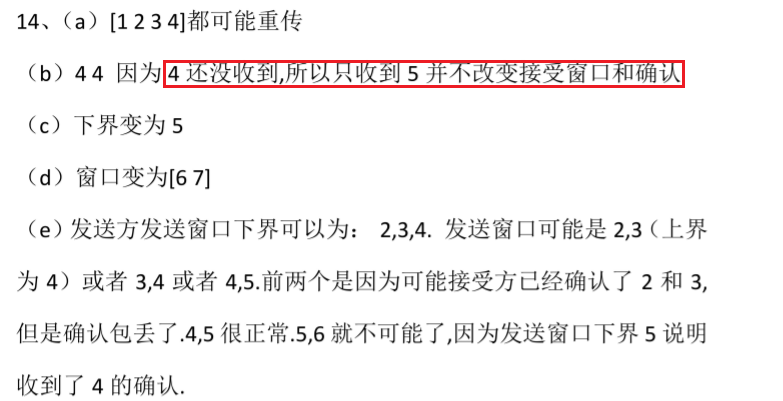 14、（a）[1 2 3 4]都可能重传
（b）4 4 因为4 还没收到,所以只收到 5 并不改变接受窗口和确认
（c）下界变为 5
（d）窗口变为[6 7]
（e）发送方发送窗口下界可以为： 2,3,4. 发送窗口可能是 2,3（上界
为 4）或者 3,4 或者 4,5.前两个是因为可能接受方已经确认了 2 和 3,
但是确认包丢了.4,5 很正常.5,6 就不可能了,因为发送窗口下界 5 说明
收到了 4 的确认.